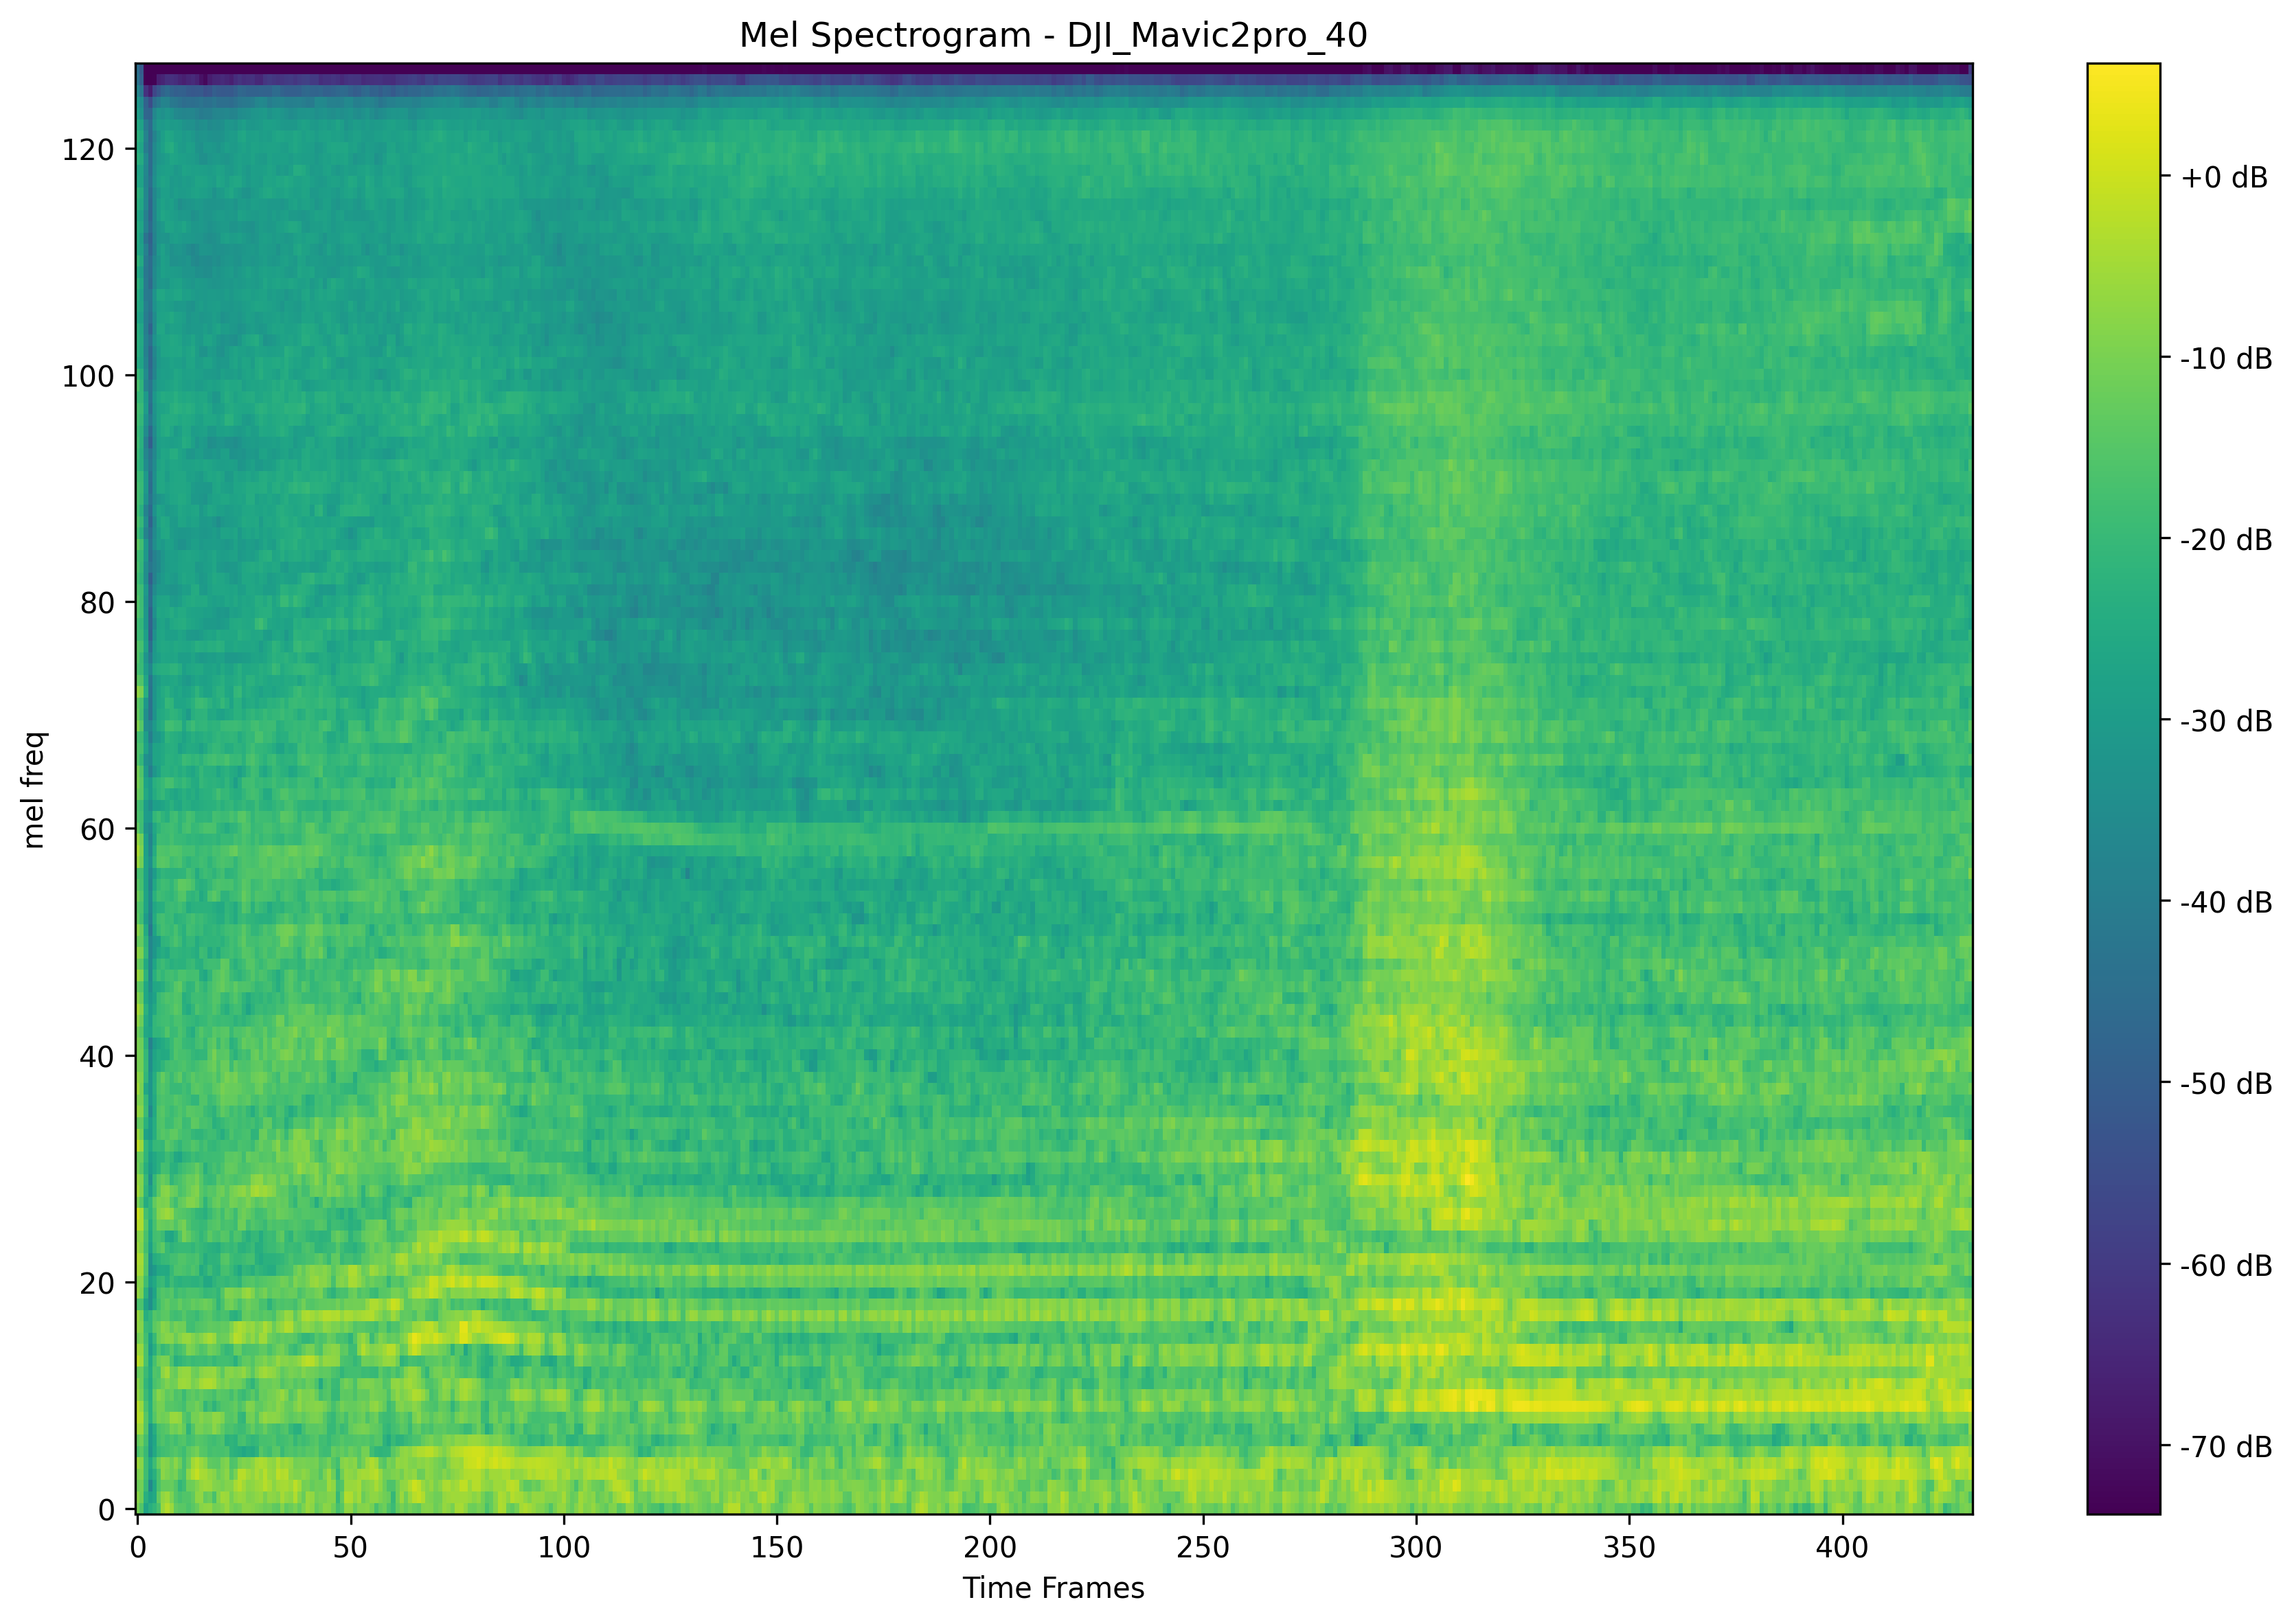 Mel Spectrogram - DJI_Mavic2pro_40
120
100
80
60
40
20
0
mel freq
0 50 100 150 200 250 300 350 400
Time Frames
+0 dB
-10 dB
-20 dB
-30 dB
-40 dB
-50 dB
-60 dB
-70 dB